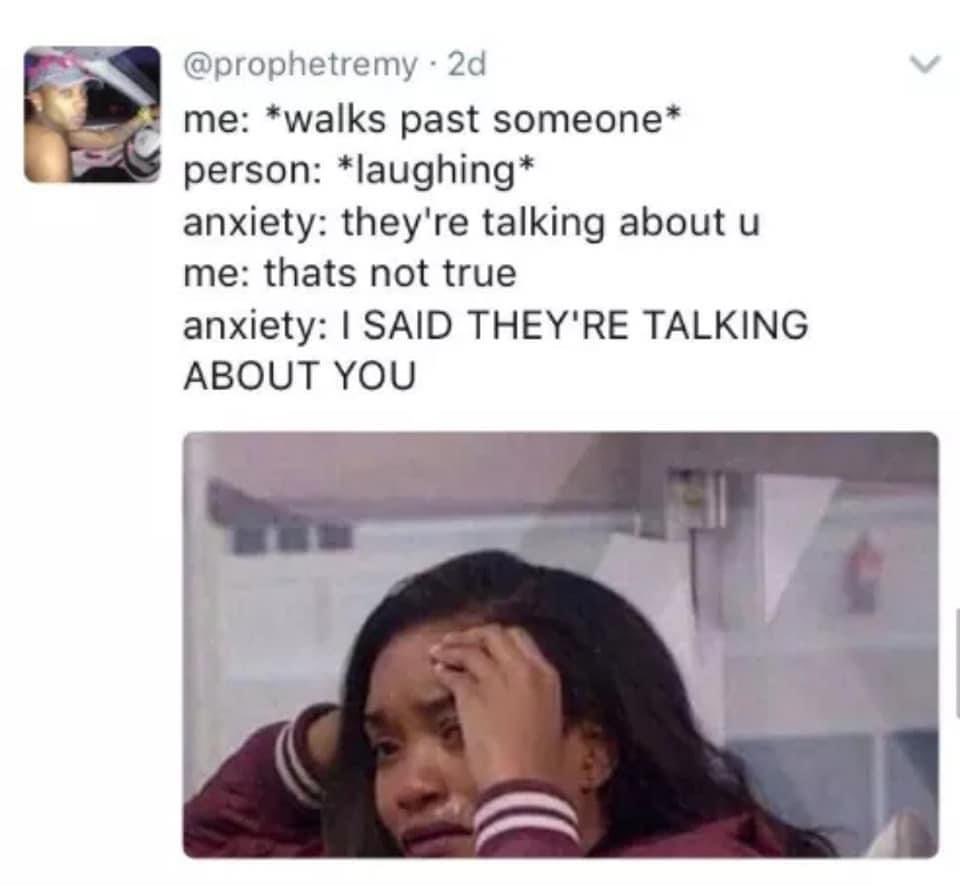 @prophetremy · 2d
me: *walks past someone*
person: *laughing*
anxiety: they're talking about u
me: thats not true
anxiety: I SAID THEY'RE TALKING
ABOUT YOU